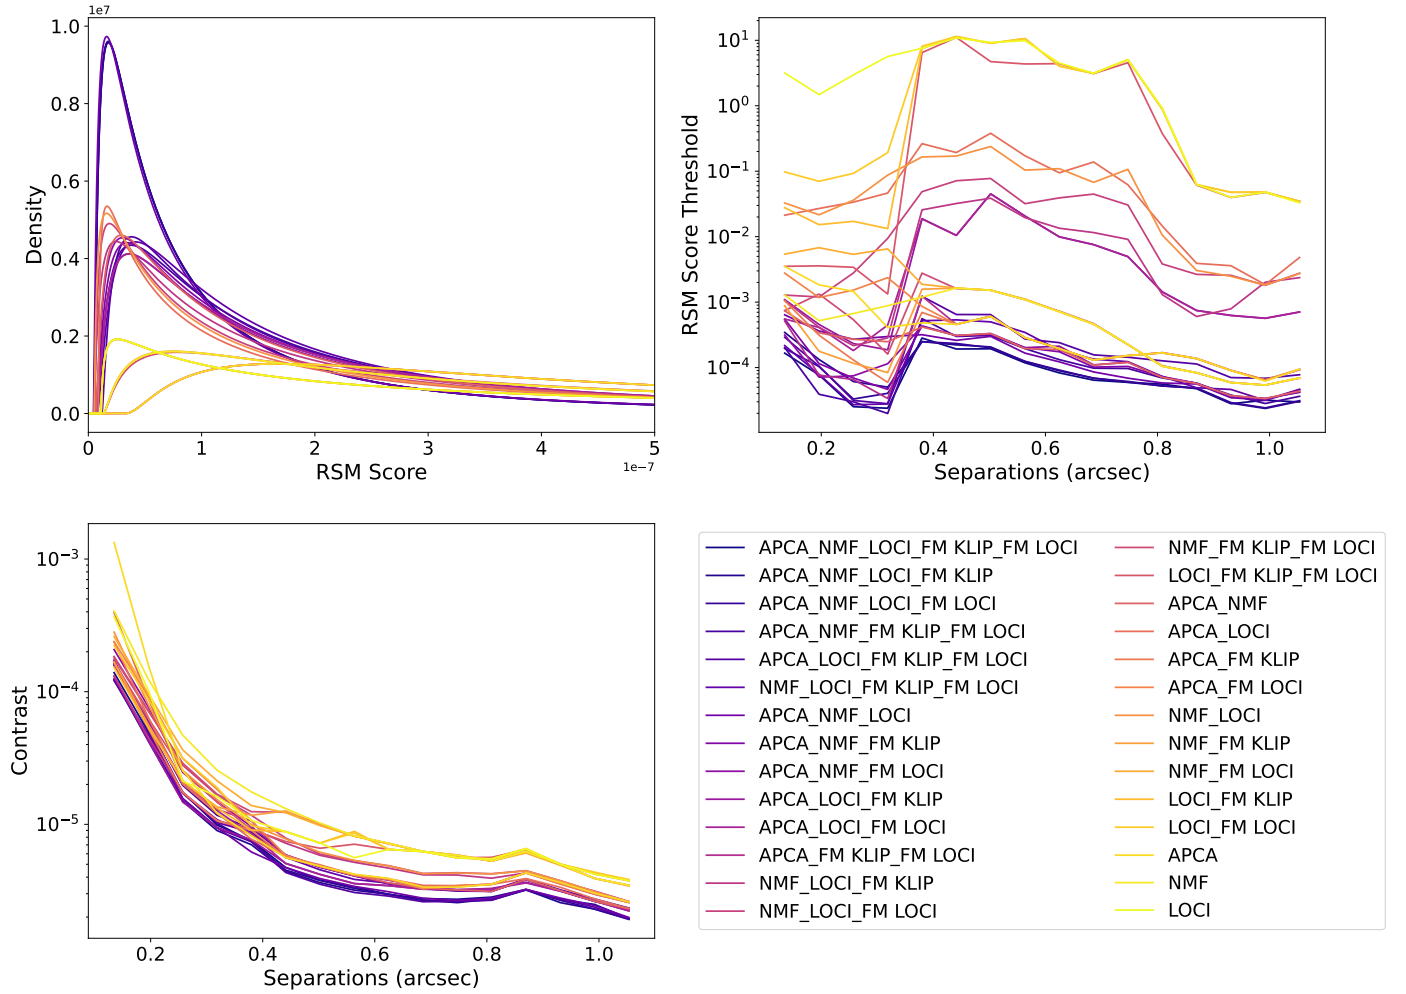 1e7
1.0
0.8
0.6
0.4
0.2
0.0
Density
0
1
2
3
4
5
1e−7
RSM Score
10^1
10^0
10^−1
10^−2
10^−3
10^−4
RSM Score Threshold
0.2
0.4
0.6
0.8
1.0
Separations (arcsec)
10^−3
10^−4
10^−5
Contrast
0.2
0.4
0.6
0.8
1.0
Separations (arcsec)
APCA_NMF_LOCI_FM KLIP_FM LOCI
APCA_NMF_LOCI_FM KLIP
APCA_NMF_LOCI_FM LOCI
APCA_NMF_FM KLIP_FM LOCI
APCA_LOCI_FM KLIP_FM LOCI
NMF_LOCI_FM KLIP_FM LOCI
APCA_NMF_LOCI
APCA_NMF_FM KLIP
APCA_NMF_FM LOCI
APCA_LOCI_FM KLIP
APCA_LOCI_FM LOCI
APCA_FM KLIP_FM LOCI
NMF_LOCI_FM KLIP
NMF_LOCI_FM LOCI
NMF_FM KLIP_FM LOCI
LOCI_FM KLIP_FM LOCI
APCA_NMF
APCA_LOCI
APCA_FM KLIP
APCA_FM LOCI
NMF_LOCI
NMF_FM KLIP
NMF_FM LOCI
LOCI_FM KLIP
LOCI_FM LOCI
APCA
NMF
LOCI